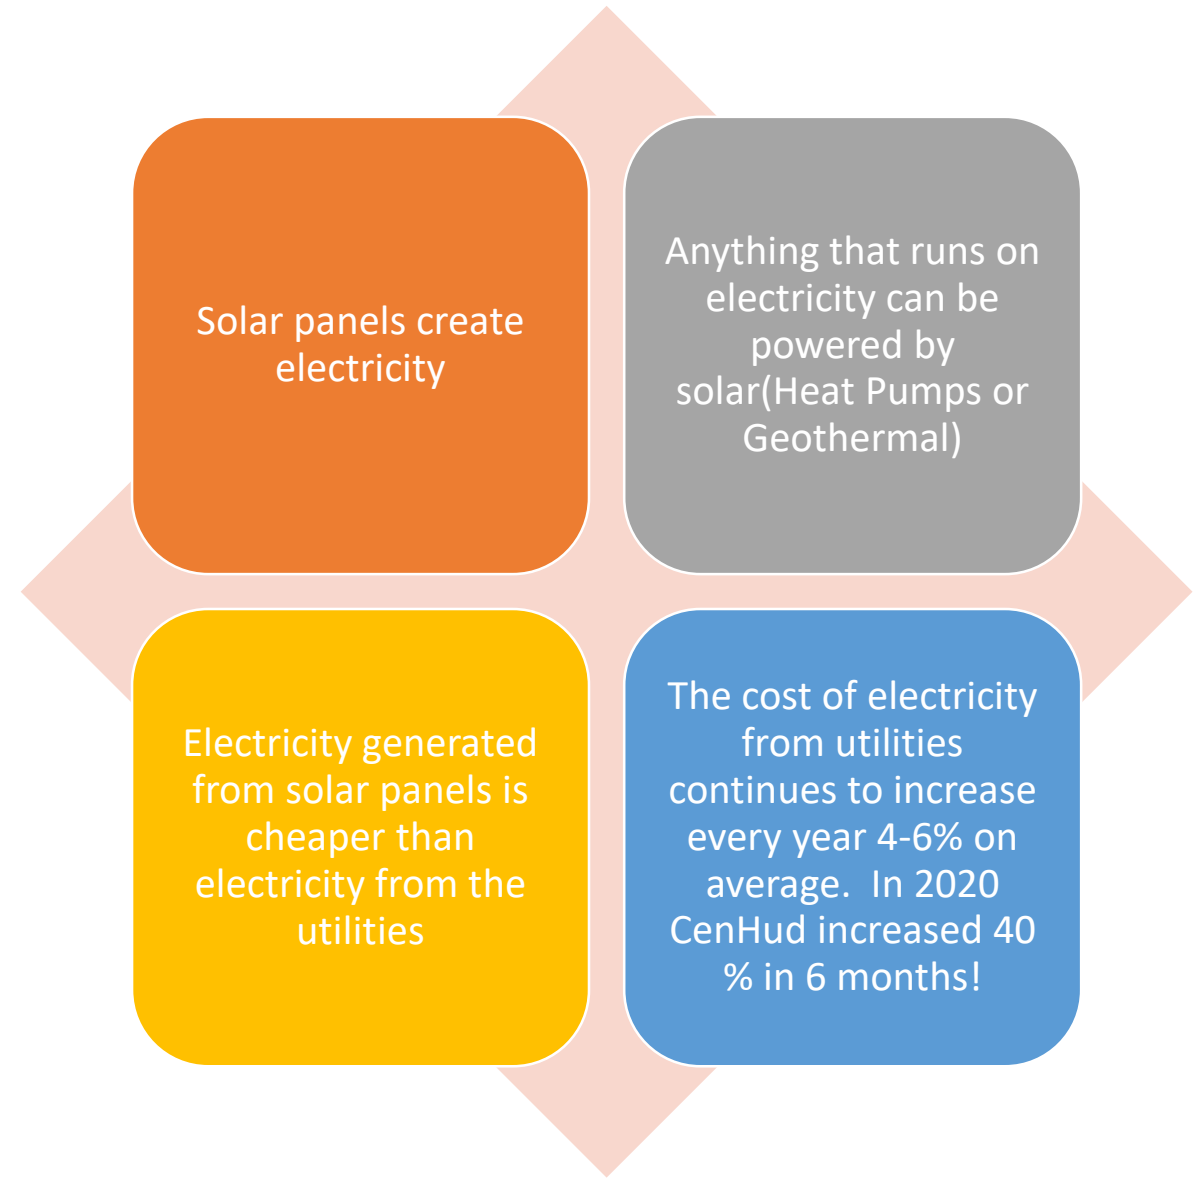 Solar panels create
electricity
Anything that runs on
electricity can be
powered by
solar(Heat Pumps or
Geothermal)
Electricity generated
from solar panels is
cheaper than
electricity from the
utilities
The cost of electricity
from utilities
continues to increase
every year 4-6% on
average.  In 2020
CenHud increased 40
% in 6 months!